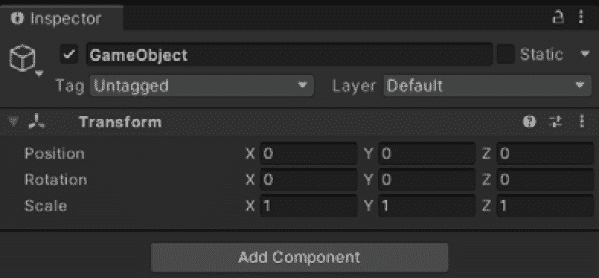 Inspector
GameObject Static
Tag Untagged Layer Default
Transform
Position X 0 Y 0 Z 0
Rotation X 0 Y 0 Z 0
Scale X 1 Y 1 Z 1
Add Component